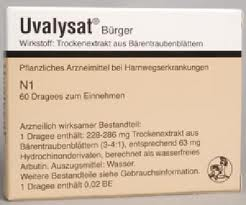 Uvalysat® Bürger
Wirkstoff: Trockenextrakt aus Bärentraubenblättern
Pflanzliches Arzneimittel bei Harnwegserkrankungen
N1
60 Dragees zum Einnehmen
Arzneilich wirksamer Bestandteil:
1 Dragee enthält: 228-286 mg Trockenextrakt aus
Bärentraubenblättern (3-4:1), entsprechend 63 mg
Hydrochinonderivaten, berechnet als wasserfreies
Arbutin. Auszugsmittel: Wasser.
Weitere Bestandteile siehe Gebrauchsinformation.
1 Dragee enthält 0,02 BE